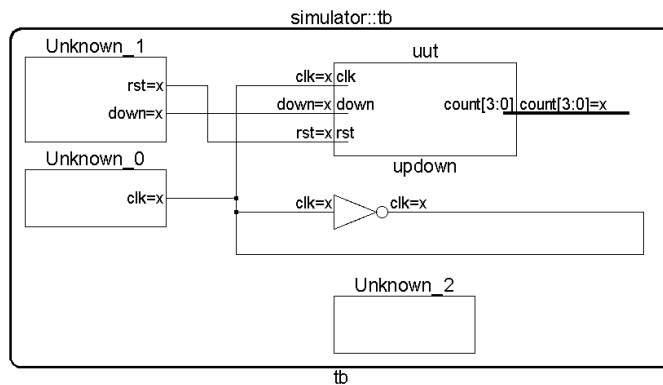 simulator::tb
Unknown_1
rst=x
down=x
Unknown_0
clk=x
uut
clk=x clk
down=x down
rst=x rst
count[3:0] count[3:0]=x
updown
clk=x clk=x
Unknown_2
tb